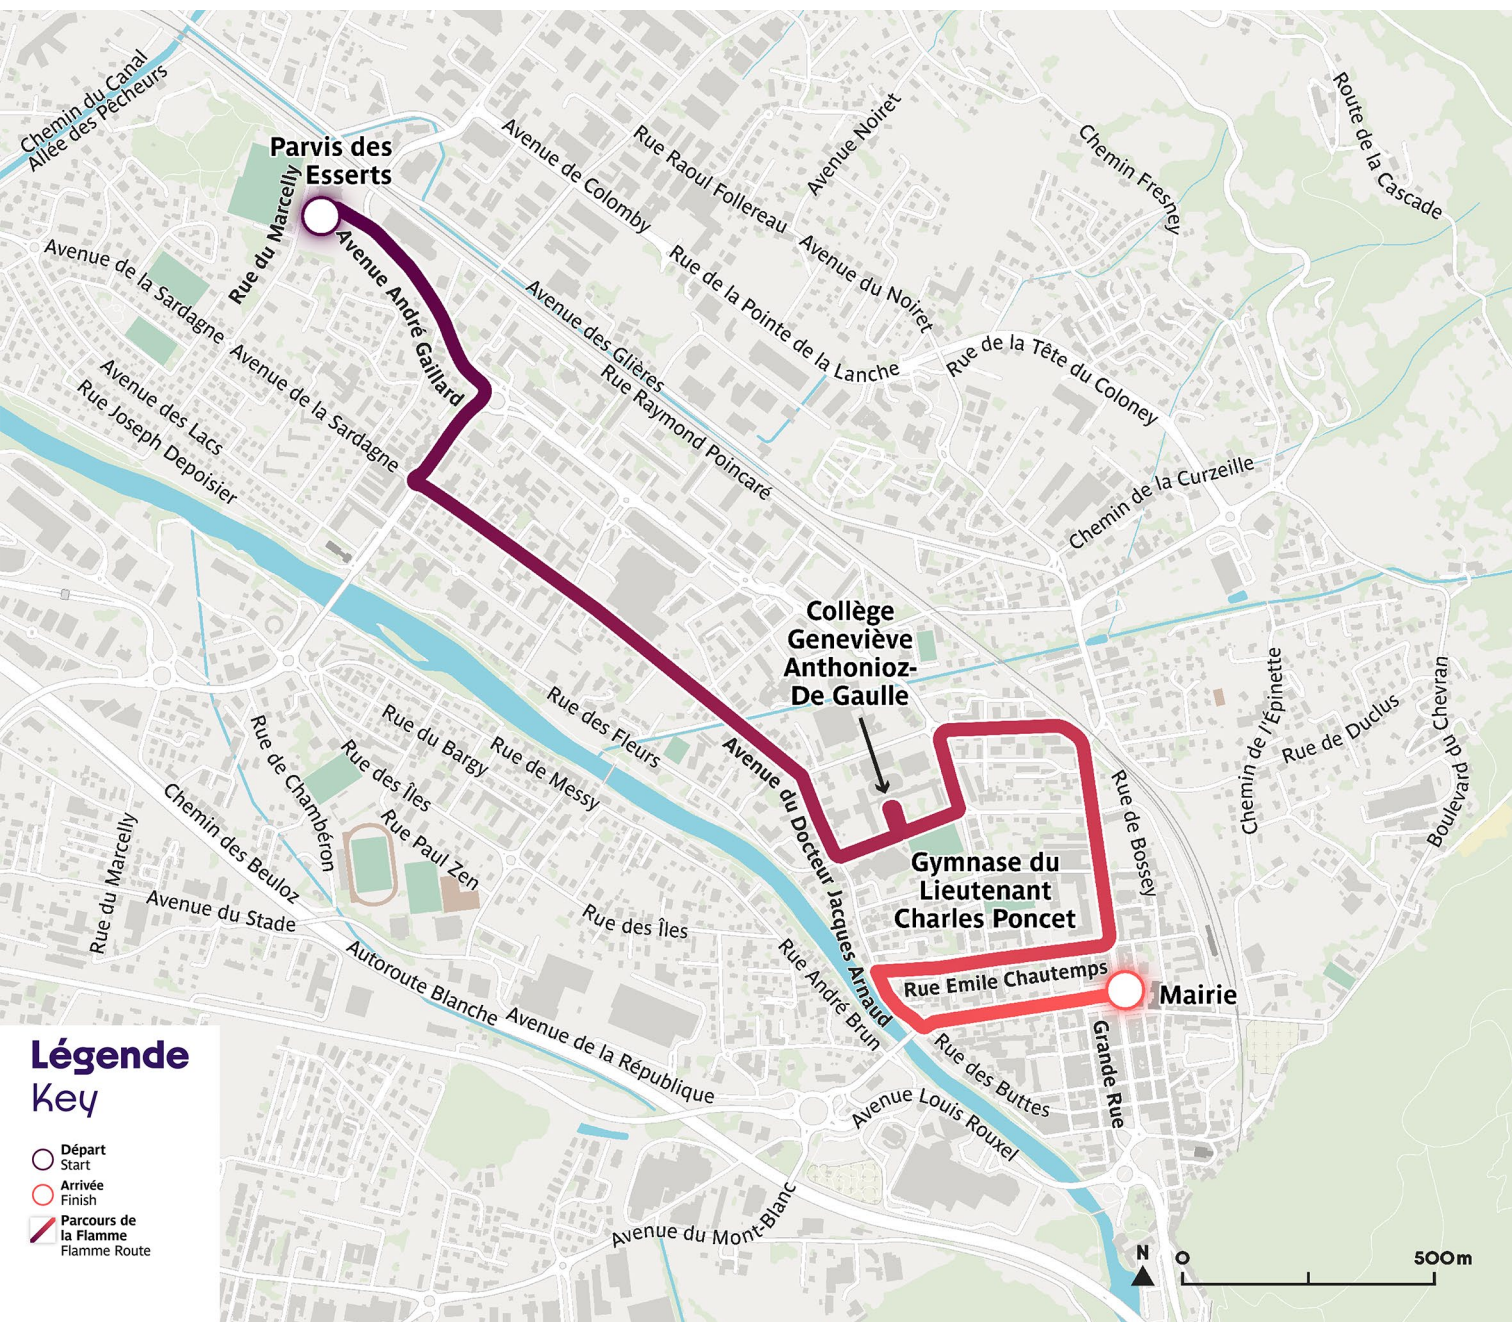 Chemin du Canal
Allée des Pêcheurs
Parvis des
Esserts
Rue du Marcelly
Avenue de Colomby
Rue Raoul Follereau
Avenue Noiret
Chemin Fresney
Route de la Cascade
Avenue de la Sardagne
Avenue André Gaillard
Avenue des Glières
Rue de la Pointe de la Lanche
Avenue du Noiret
Rue de la Tête du Coloney
Avenue de la Sardagne
Avenue des Lacs
Rue Joseph Depoisier
Rue Raymond Poincaré
Chemin de la Curzeille
Collège
Geneviève
Anthonioz-
De Gaulle
Rue des Fleurs
Rue du Bargy
Rue de Messy
Rue des Îles
Rue de Chambéron
Rue Paul Zen
Chemin des Beuloz
Rue du Marcelly
Avenue du Stade
Avenue du Docteur Jacques Arnaud
Rue de Bossey
Chemin de l'Épinette
Rue de Duclus
Boulevard du Chevran
Gymnase du
Lieutenant
Charles Poncet
Rue des Îles
Rue André Brun
Rue Emile Chautemps
Mairie
Autoroute Blanche
Avenue de la République
Rue des Buttes
Grande Rue
Avenue Louis Rouxel
Avenue du Mont-Blanc
Légende
Key
Départ
Start
Arrivée
Finish
Parcours de
la Flamme
Flamme Route
N
0
500m